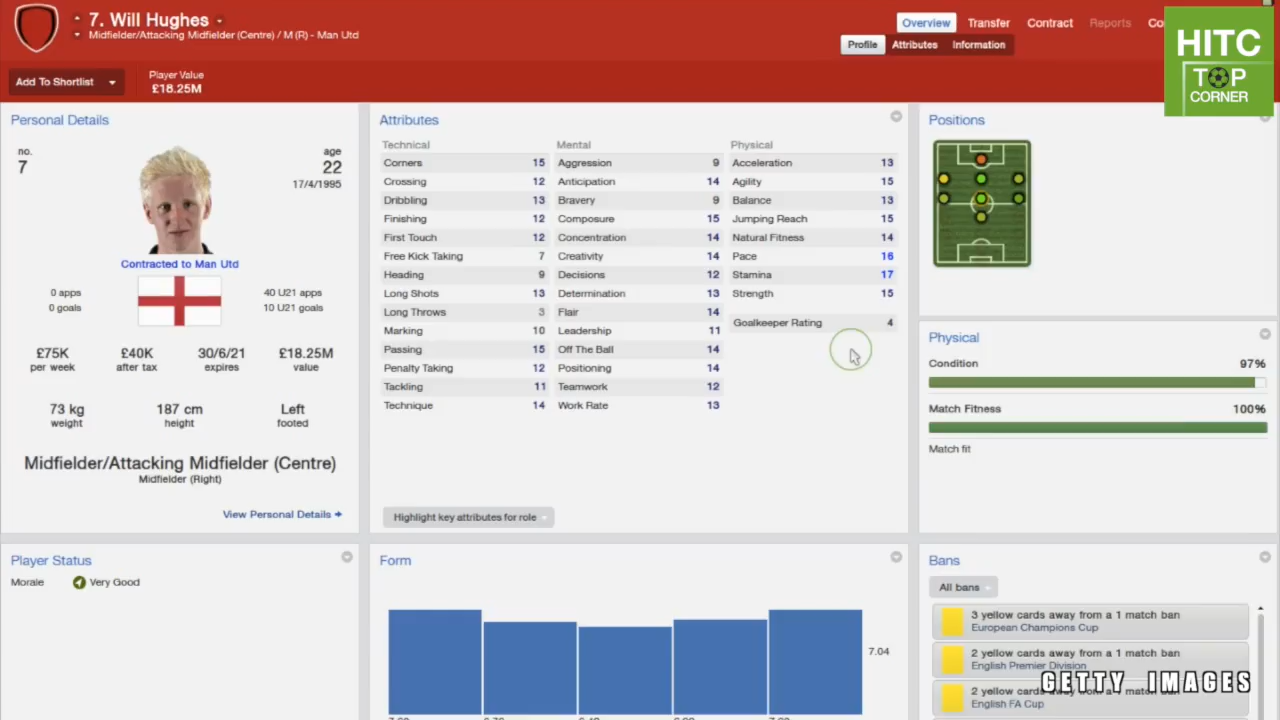 7. Will Hughes
Midfielder/Attacking Midfielder (Centre) / M (R) - Man Utd
Overview Transfer Contract Reports Co
Profile Attributes Information
HITC
TOP
CORNER
Add To Shortlist
Player Value
£18.25M
Personal Details
no.
7
age
22
17/4/1995
Contracted to Man Utd
0 apps
0 goals
40 U21 apps
10 U21 goals
£75K
per week
£40K
after tax
30/6/21
expires
£18.25M
value
73 kg
weight
187 cm
height
Left
footed
Midfielder/Attacking Midfielder (Centre)
Midfielder (Right)
View Personal Details
Attributes
Technical Mental Physical
Corners 15 Aggression 9 Acceleration 13
Crossing 12 Anticipation 14 Agility 15
Dribbling 13 Bravery 9 Balance 13
Finishing 12 Composure 15 Jumping Reach 15
First Touch 12 Concentration 14 Natural Fitness 14
Free Kick Taking 7 Creativity 14 Pace 16
Heading 9 Decisions 12 Stamina 17
Long Shots 13 Determination 13 Strength 15
Long Throws 3 Flair 14
Goalkeeper Rating 4
Marking 10 Leadership 11
Passing 15 Off The Ball 14
Penalty Taking 12 Positioning 14
Tackling 11 Teamwork 12
Technique 14 Work Rate 13
Highlight key attributes for role
Positions
Physical
Condition 97%
Match Fitness 100%
Match fit
Player Status
Morale Very Good
Form
7.04
Bans
All bans
3 yellow cards away from a 1 match ban
European Champions Cup
2 yellow cards away from a 1 match ban
English Premier Division
2 yellow cards away from a 1 match ban
English FA Cup
GETTY IMAGES